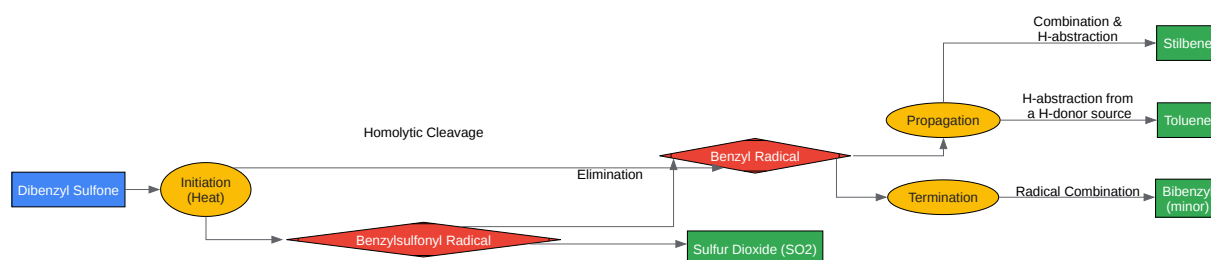 Combination &
H-abstraction
Stilbene
H-abstraction from
a H-donor source
Propagation
Toluene
Homolytic Cleavage
Benzyl Radical
Elimination
Dibenzyl Sulfone
Initiation
(Heat)
Termination
Radical Combination
Bibenzyl
(minor)
Benzylsulfonyl Radical
Sulfur Dioxide (SO2)